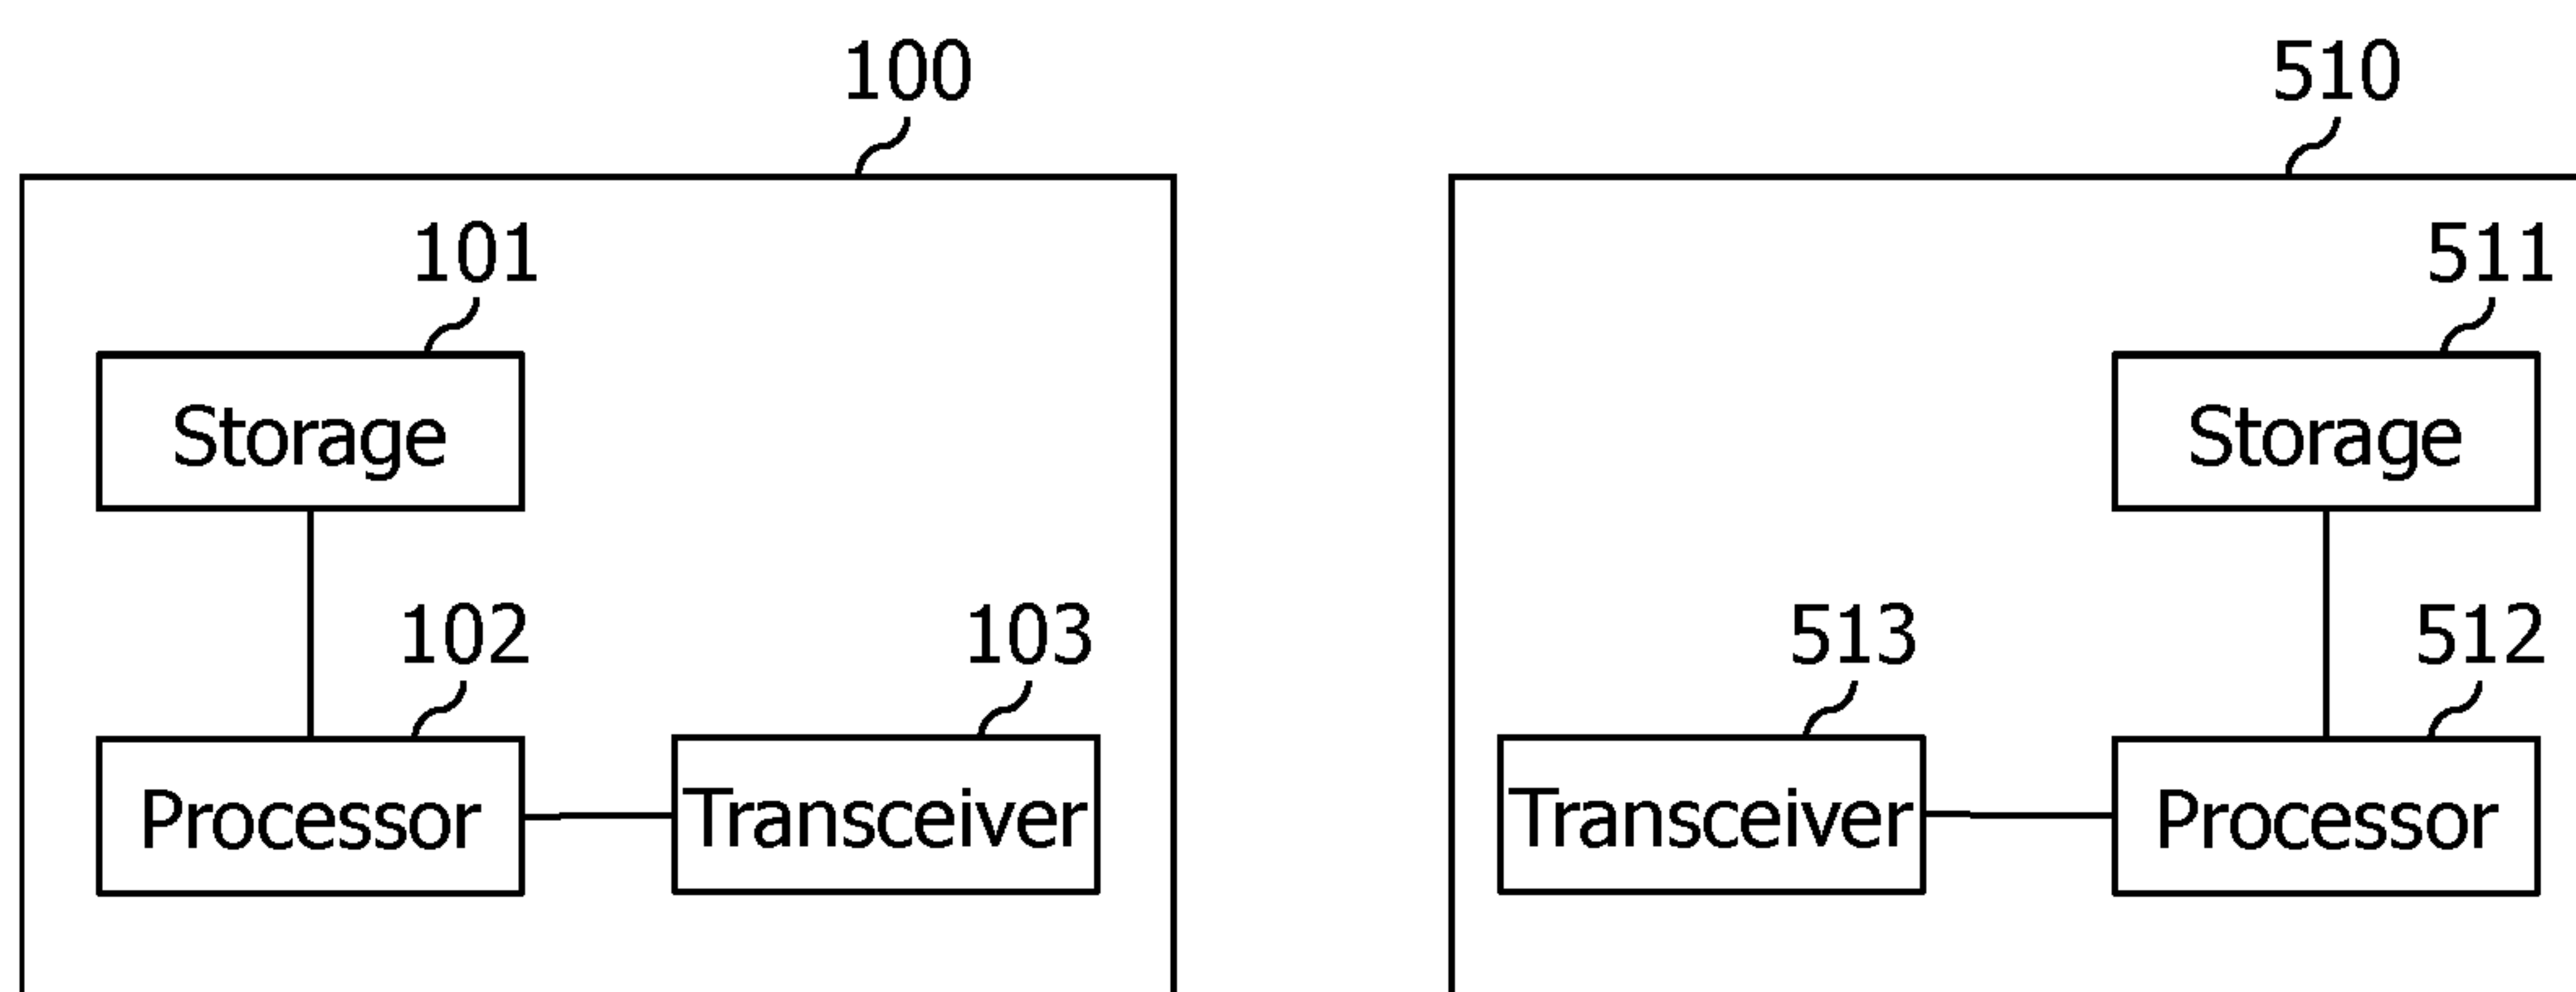 100
510
101
511
Storage
Storage
102
103
513
512
Processor
Transceiver
Transceiver
Processor